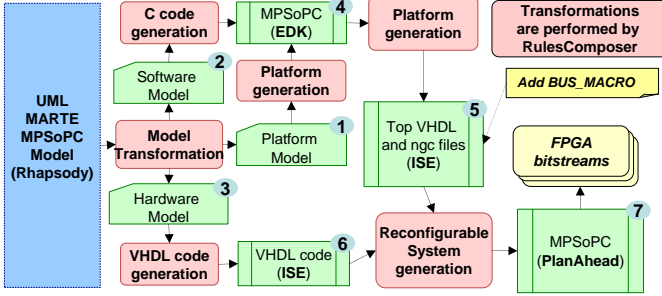 C code
generation
4
MPSoPC
(EDK)
Platform
generation
Transformations
are performed by
RulesComposer
2
Software
Model
Platform
generation
Add BUS_MACRO
UML
MARTE
MPSoPC
Model
(Rhapsody)
Model
Transformation
1
Platform
Model
5
Top VHDL
and ngc files
(ISE)
FPGA
bitstreams
3
Hardware
Model
7
MPSoPC
(PlanAhead)
VHDL code
generation
6
VHDL code
(ISE)
Reconfigurable
System
generation